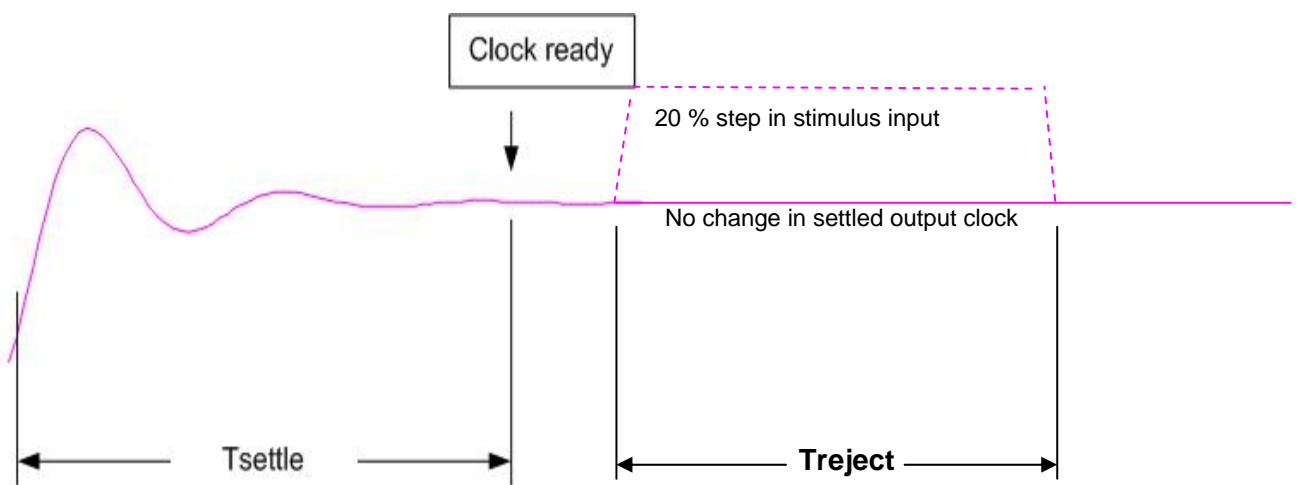 Clock ready
20 % step in stimulus input
No change in settled output clock
Tsettle
Treject